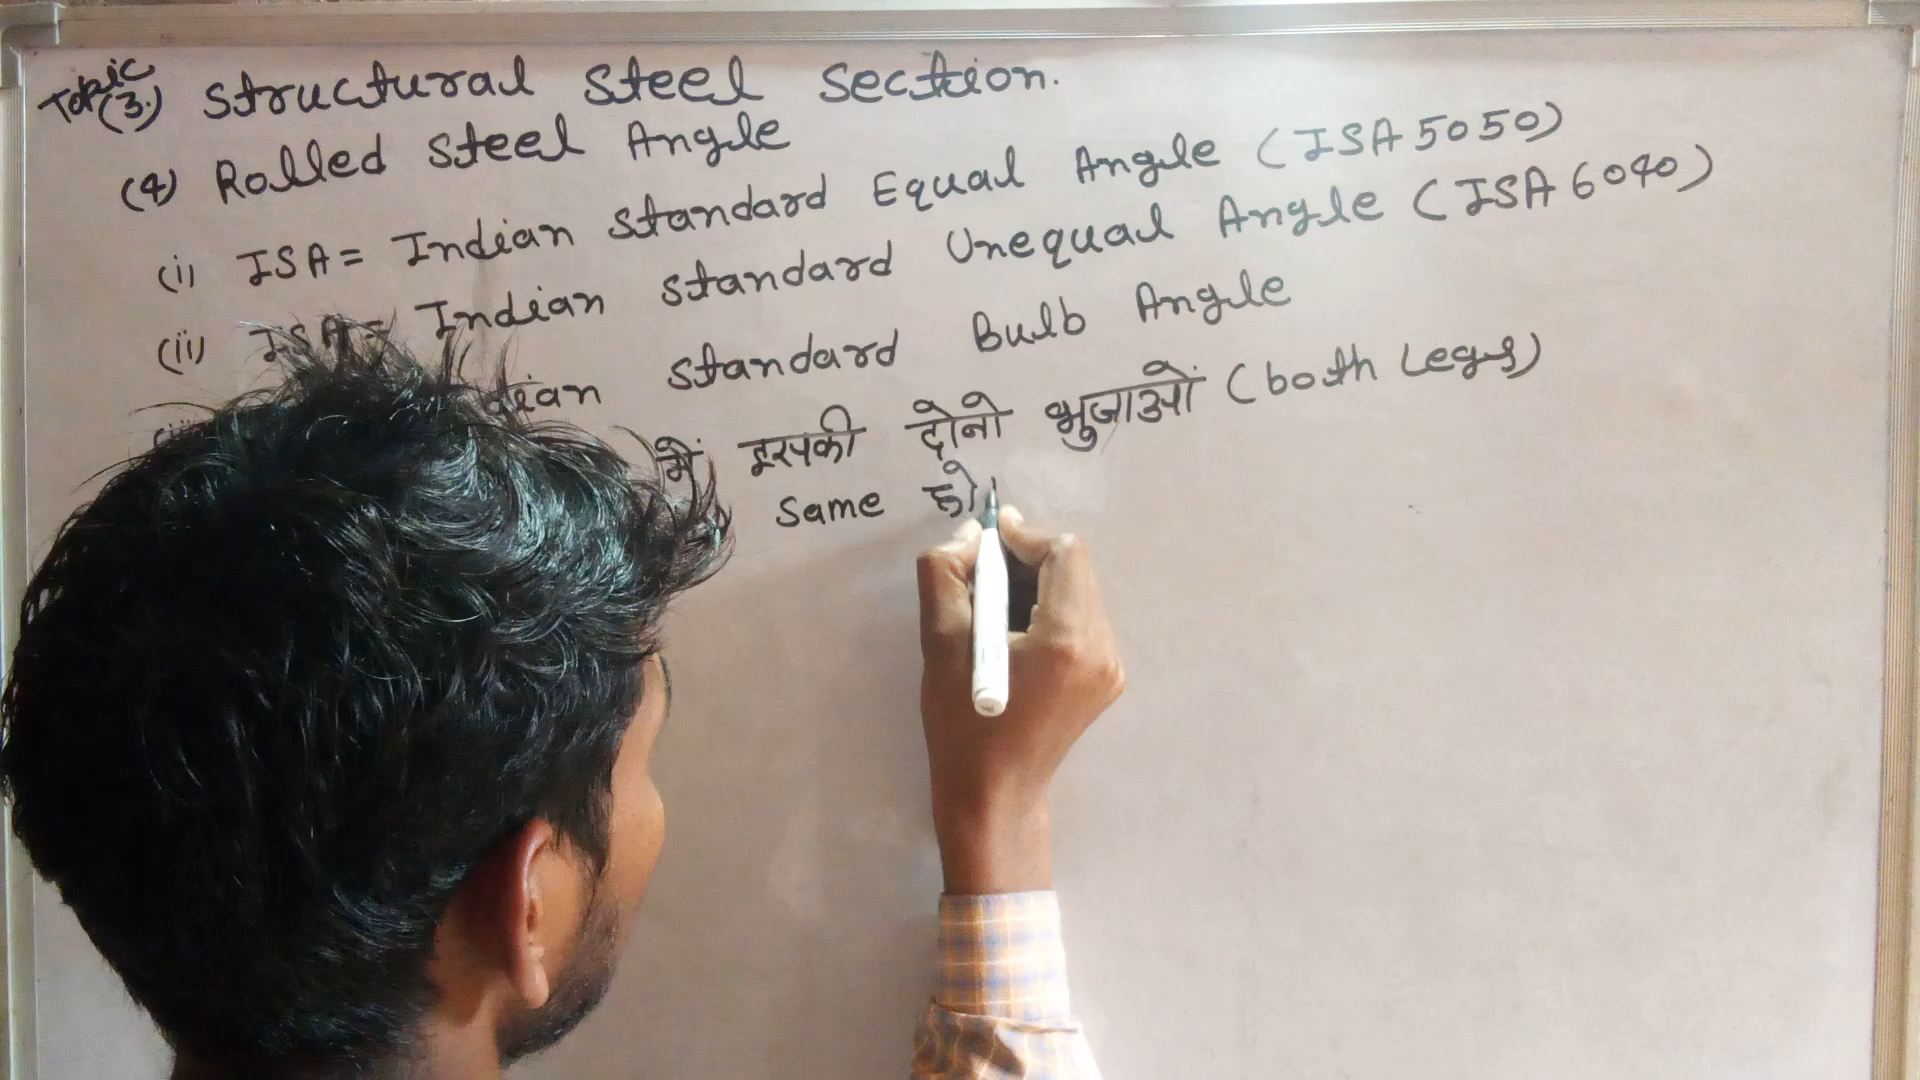 Topic (3.) Structural Steel Section.
(4) Rolled Steel Angle
(i) ISA = Indian Standard Equal Angle (ISA 5050)
(ii) ISA = Indian Standard Unequal Angle (ISA 6040)
Standard Bulb Angle
में इसकी दोनो भुजाओं (both Legs)
Same हो